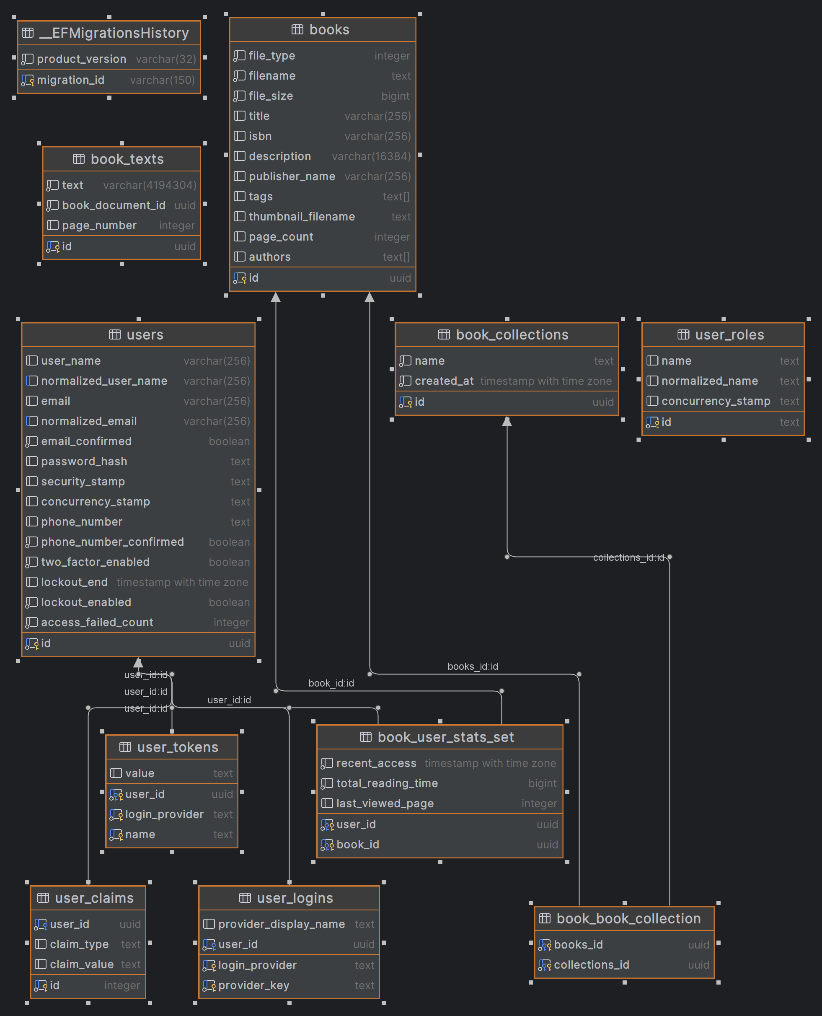 __EFMigrationsHistory
product_version varchar(32)
migration_id varchar(150)
books
file_type integer
filename text
file_size bigint
title varchar(256)
isbn varchar(256)
description varchar(16384)
publisher_name varchar(256)
tags text[]
thumbnail_filename text
page_count integer
authors text[]
id uuid
book_texts
text varchar(4194304)
book_document_id uuid
page_number integer
id uuid
users
user_name varchar(256)
normalized_user_name varchar(256)
email varchar(256)
normalized_email varchar(256)
email_confirmed boolean
password_hash text
security_stamp text
concurrency_stamp text
phone_number text
phone_number_confirmed boolean
two_factor_enabled boolean
lockout_end timestamp with time zone
lockout_enabled boolean
access_failed_count integer
id uuid
book_collections
name text
created_at timestamp with time zone
id uuid
user_roles
name text
normalized_name text
concurrency_stamp text
id text
collections_id:id
books_id:id
book_id:id
user_id:id
user_id:id
user_id:id
user_id:id
user_tokens
value text
user_id uuid
login_provider text
name text
book_user_stats_set
recent_access timestamp with time zone
total_reading_time bigint
last_viewed_page integer
user_id uuid
book_id uuid
user_claims
user_id uuid
claim_type text
claim_value text
id integer
user_logins
provider_display_name text
user_id uuid
login_provider text
provider_key text
book_book_collection
books_id uuid
collections_id uuid